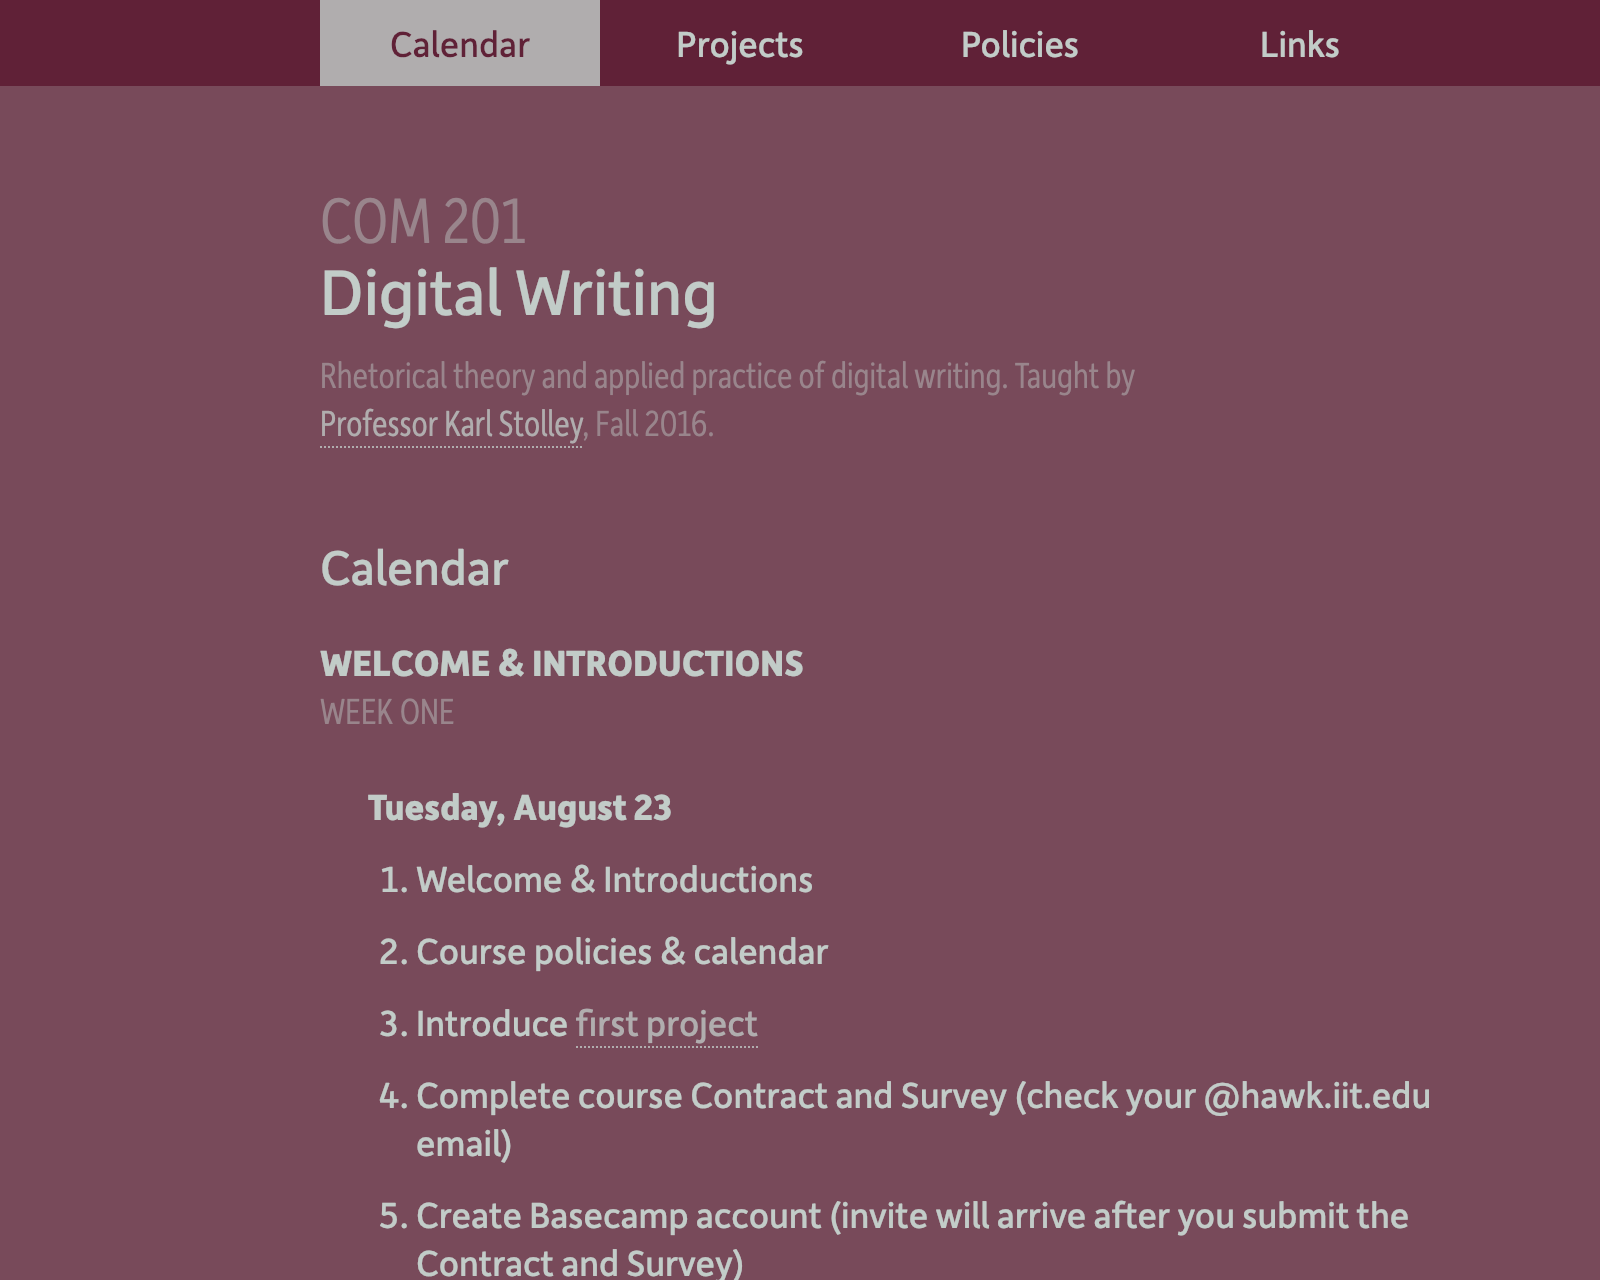 Calendar Projects Policies Links
COM 201
Digital Writing
Rhetorical theory and applied practice of digital writing. Taught by
Professor Karl Stolley, Fall 2016.
Calendar
WELCOME & INTRODUCTIONS
WEEK ONE
Tuesday, August 23
1. Welcome & Introductions
2. Course policies & calendar
3. Introduce first project
4. Complete course Contract and Survey (check your @hawk.iit.edu
email)
5. Create Basecamp account (invite will arrive after you submit the
Contract and Survey)